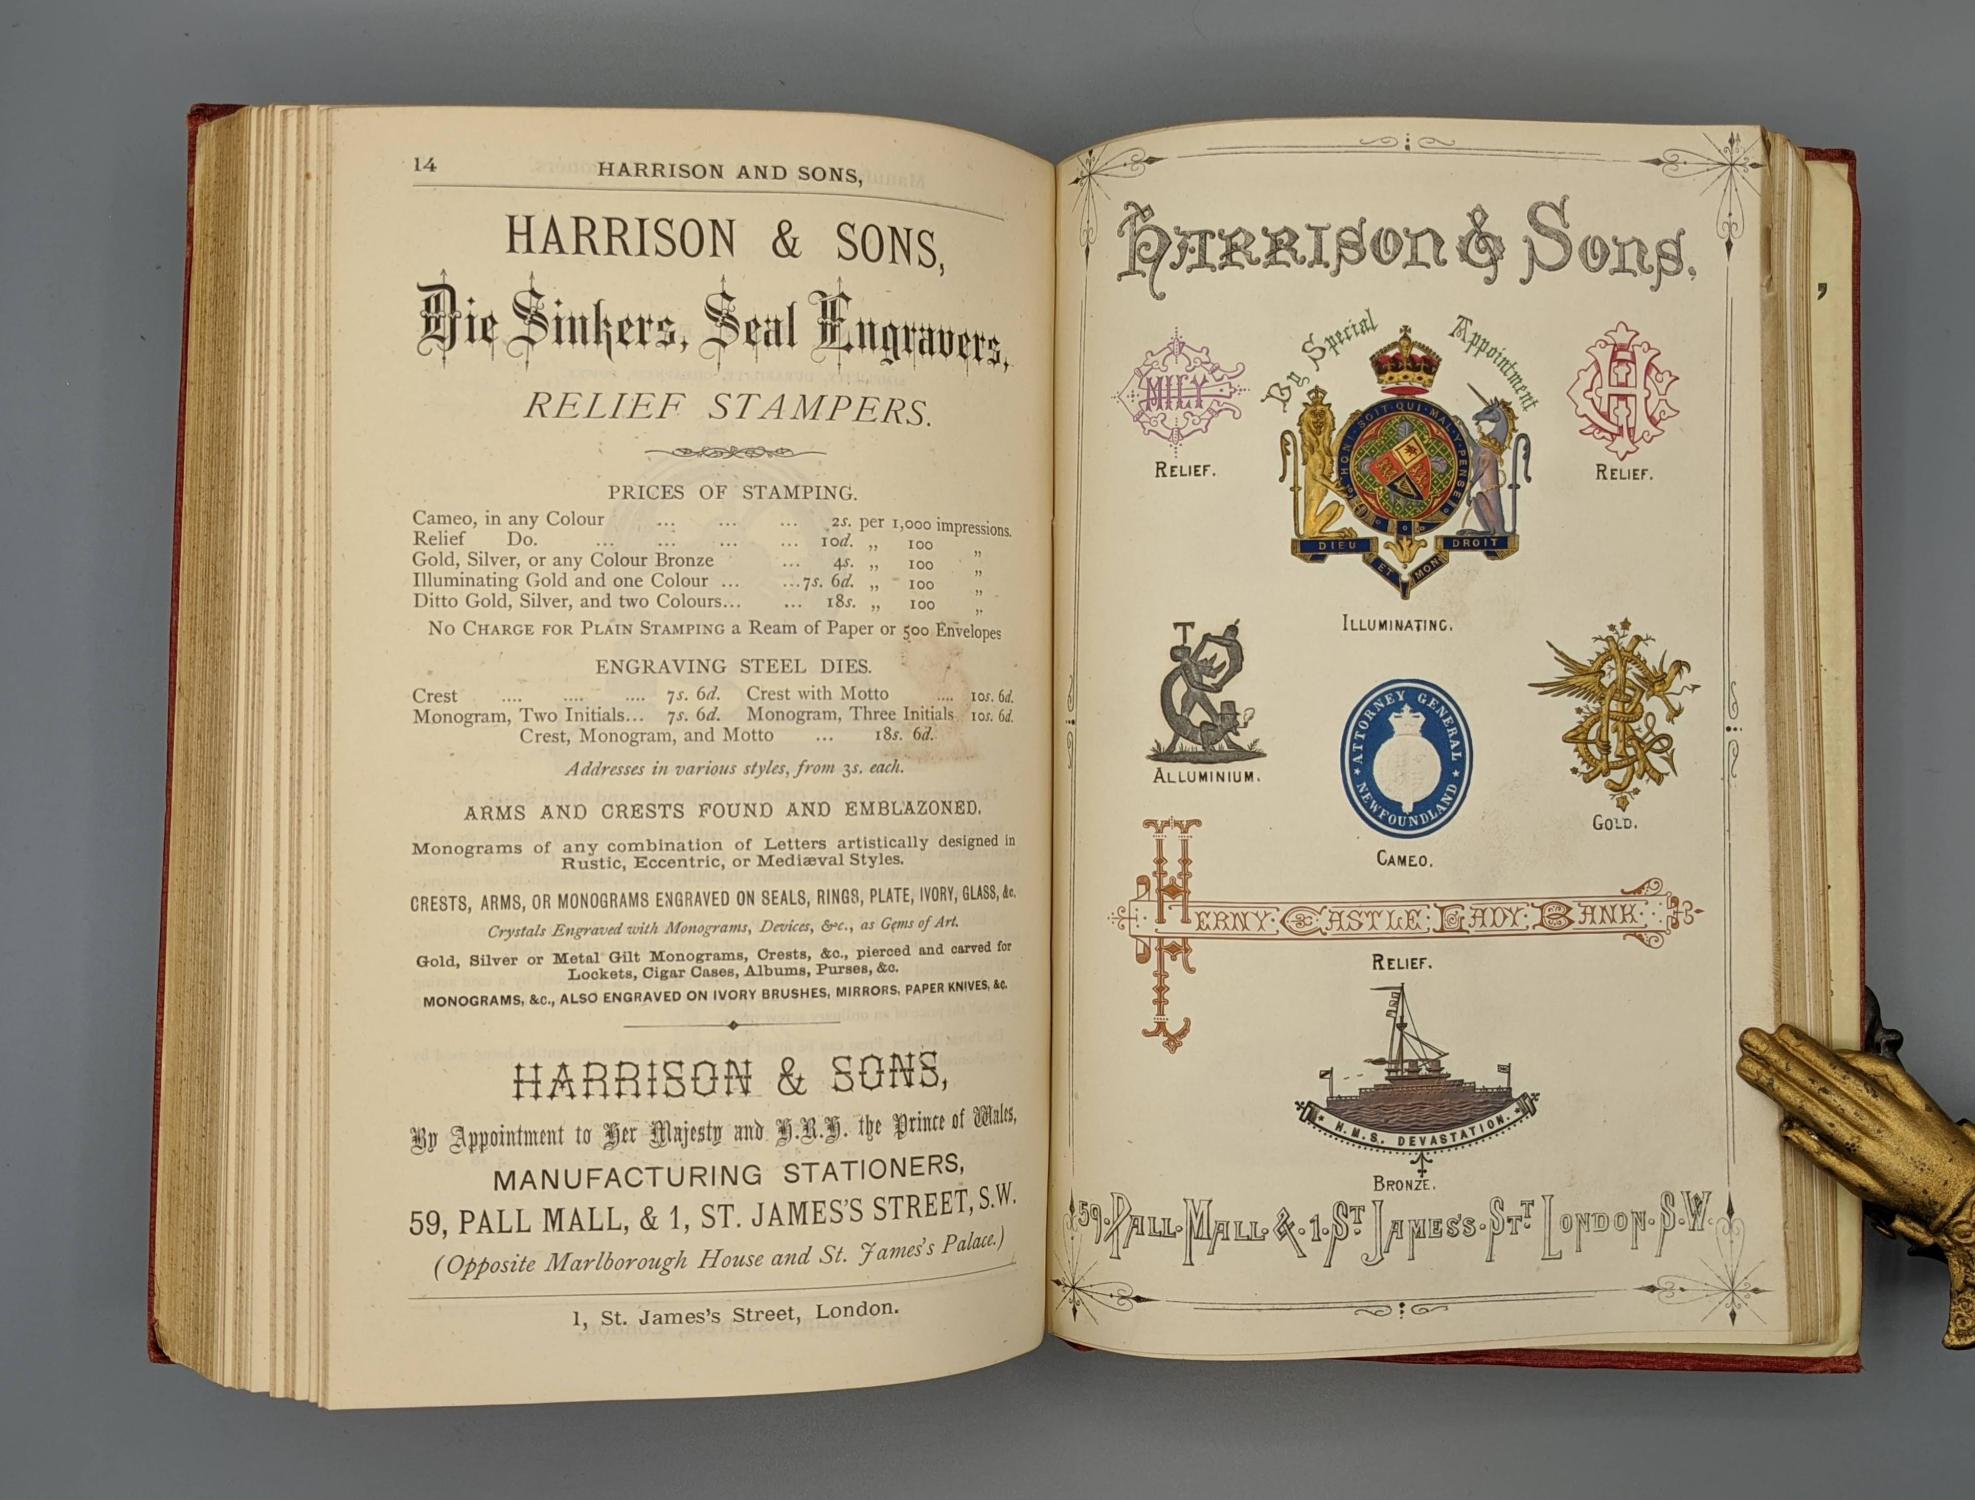 14
HARRISON AND SONS,
HARRISON & SONS,
Die Sinkers, Seal Engravers,
RELIEF STAMPERS.
PRICES OF STAMPING.
Cameo, in any Colour ... ... ... 2s. per 1,000 impressions.
Relief Do. ... ... ... ... 10d. „ 100 „
Gold, Silver, or any Colour Bronze ... 4s. „ 100 „
Illuminating Gold and one Colour ... ...7s. 6d. „ 100 „
Ditto Gold, Silver, and two Colours... ... 18s. „ 100 „
NO CHARGE FOR PLAIN STAMPING a Ream of Paper or 500 Envelopes
ENGRAVING STEEL DIES.
Crest .... .... .... 7s. 6d. Crest with Motto .... 10s. 6d.
Monogram, Two Initials... 7s. 6d. Monogram, Three Initials 10s. 6d.
Crest, Monogram, and Motto ... 18s. 6d.
Addresses in various styles, from 3s. each.
ARMS AND CRESTS FOUND AND EMBLAZONED.
Monograms of any combination of Letters artistically designed in
Rustic, Eccentric, or Mediæval Styles.
CRESTS, ARMS, OR MONOGRAMS ENGRAVED ON SEALS, RINGS, PLATE, IVORY, GLASS, &c.
Crystals Engraved with Monograms, Devices, &c., as Gems of Art.
Gold, Silver or Metal Gilt Monograms, Crests, &c., pierced and carved for
Lockets, Cigar Cases, Albums, Purses, &c.
MONOGRAMS, &c., ALSO ENGRAVED ON IVORY BRUSHES, MIRRORS, PAPER KNIVES, &c.
HARRISON & SONS,
By Appointment to Her Majesty and H.R.H. the Prince of Wales,
MANUFACTURING STATIONERS,
59, PALL MALL, & 1, ST. JAMES'S STREET, S.W.
(Opposite Marlborough House and St. James's Palace.)
1, St. James's Street, London.
HARRISON & SONS.
By Special Appointment
MILY
RELIEF.
HONI · SOIT · QUI · MAL · Y · PENSE
DIEU ET MON DROIT
RELIEF.
ILLUMINATING.
ALLUMINIUM.
ATTORNEY GENERAL
NEWFOUNDLAND
CAMEO.
GOLD.
HERNY · CASTLE · LADY · BANK
RELIEF.
H.M.S. DEVASTATION.
BRONZE.
59 · PALL · MALL · & · 1 · ST JAMES'S · STT LONDON · S.W.